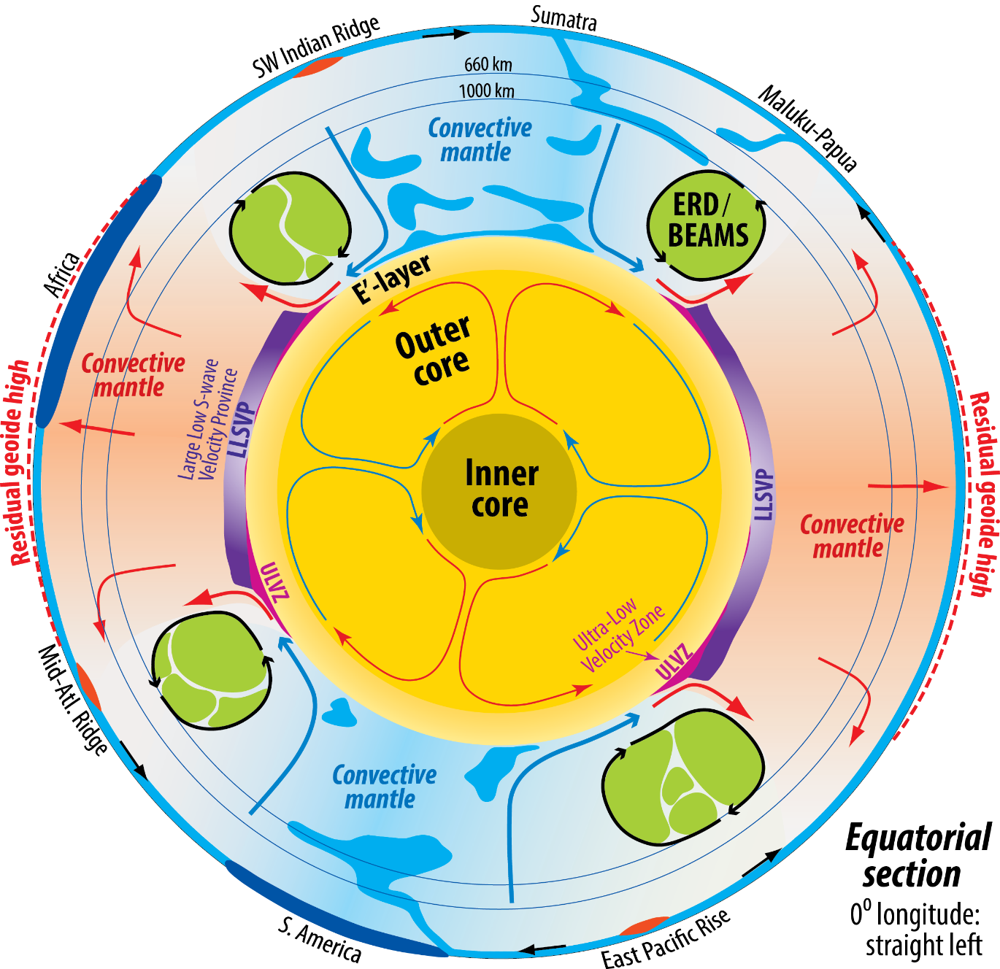 Sumatra
SW Indian Ridge
660 km
1000 km
Maluku-Papua
Convective
mantle
ERD/
BEAMS
Africa
E’-layer
Outer
core
Convective
mantle
Large Low S-wave
Velocity Province
LLSVP
Residual geoide high
Inner
core
LLSVP
Convective
mantle
Residual geoide high
ULVZ
Ultra-Low
Velocity Zone
ULVZ
Mid-Atl. Ridge
Convective
mantle
S. America
East Pacific Rise
Equatorial
section
0⁰ longitude:
straight left